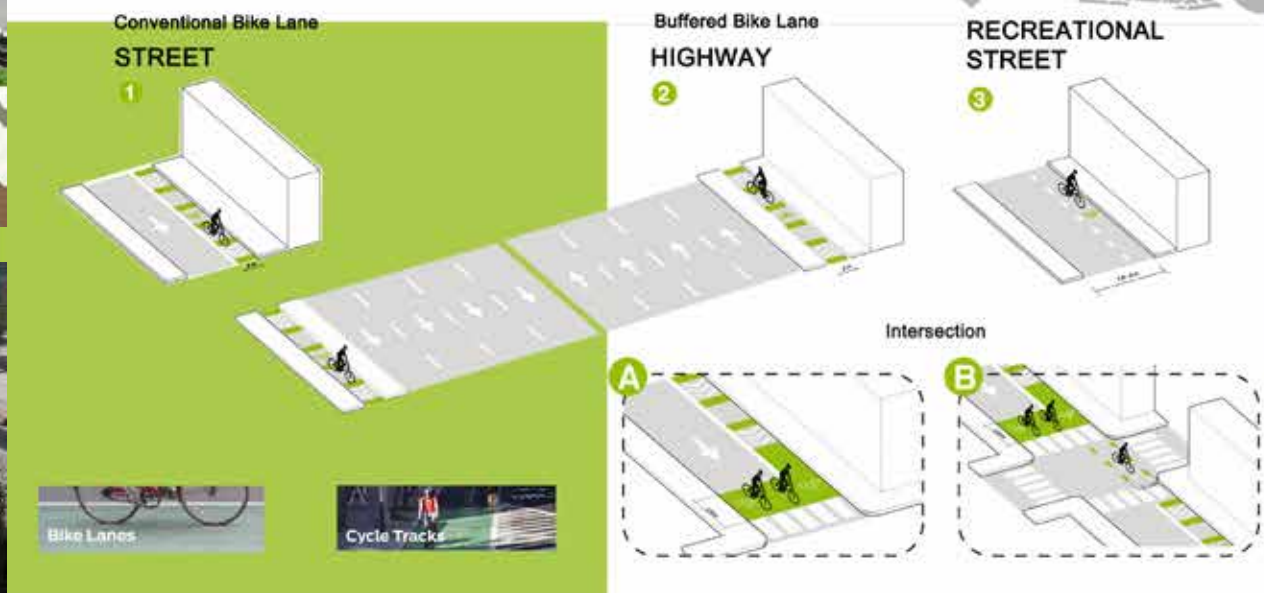 Conventional Bike Lane
STREET
1
Buffered Bike Lane
HIGHWAY
2
RECREATIONAL
STREET
3
Intersection
A
B
Bike Lanes
Cycle Tracks